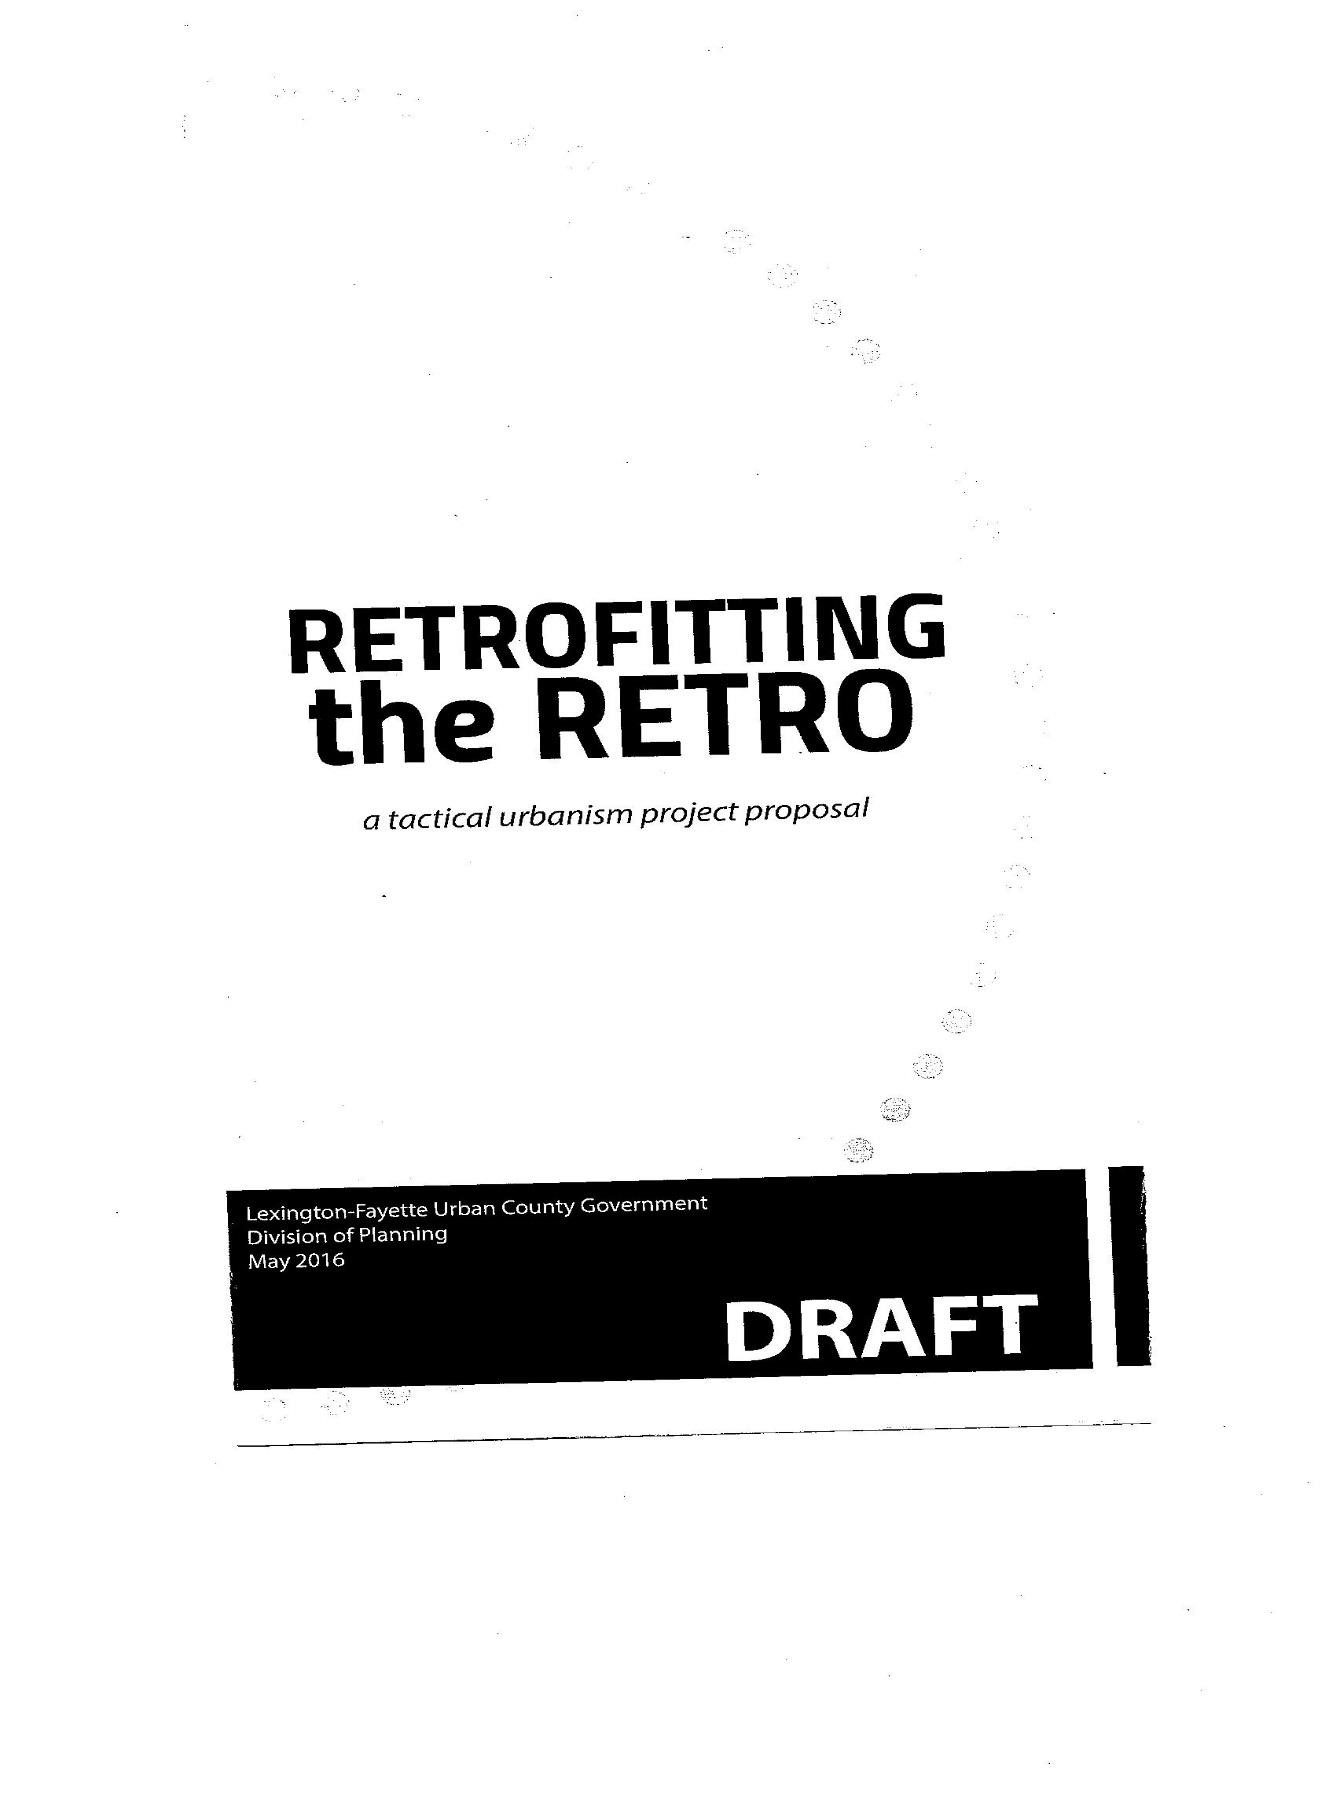 RETROFITTING
the RETRO
a tactical urbanism project proposal
Lexington-Fayette Urban County Government
Division of Planning
May 2016
DRAFT